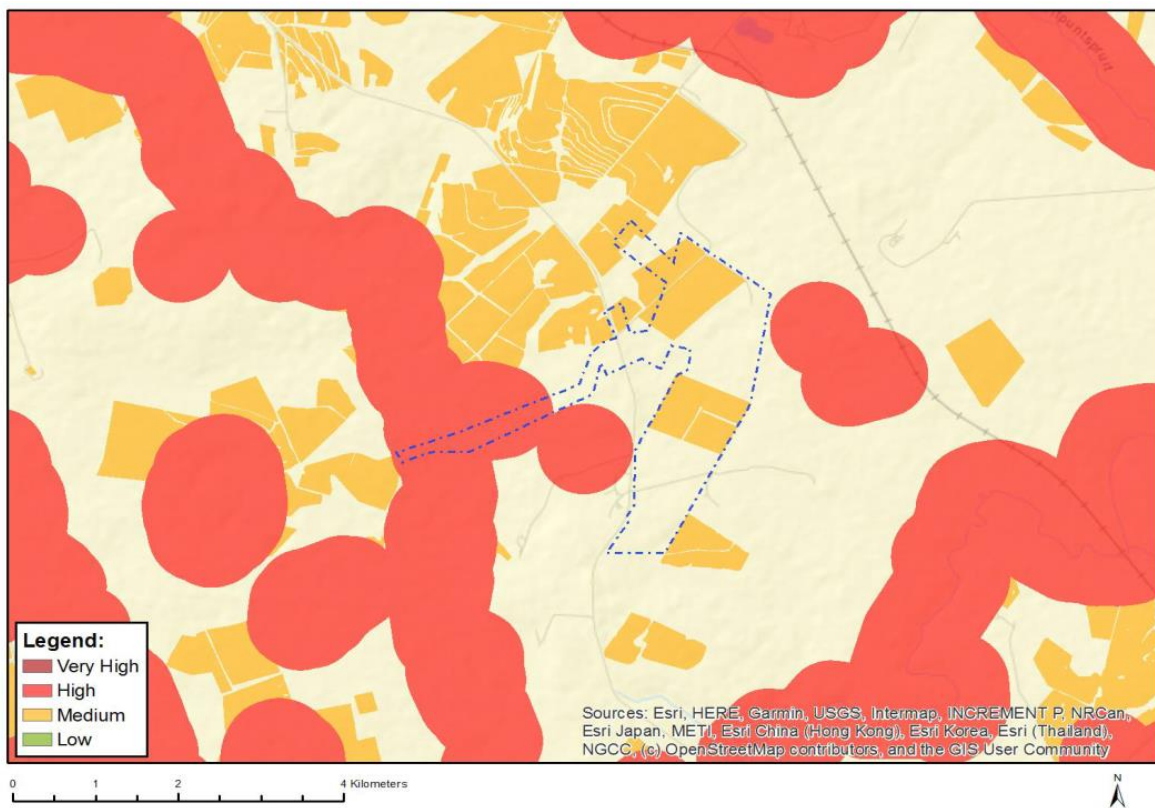 Legend:
Very High
High
Medium
Low
Sources: Esri, HERE, Garmin, USGS, Intermap, INCREMENT P, NRCan,
Esri Japan, METI, Esri China (Hong Kong), Esri Korea, Esri (Thailand),
NGCC, (c) OpenStreetMap contributors, and the GIS User Community
0 1 2 4 Kilometers
N